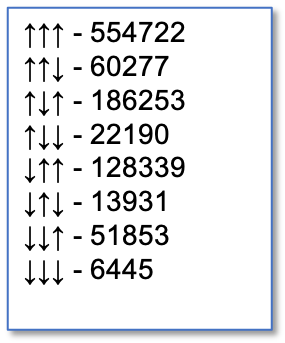 ↑↑↑ - 554722
↑↑↓ - 60277
↑↓↑ - 186253
↑↓↓ - 22190
↓↑↑ - 128339
↓↑↓ - 13931
↓↓↑ - 51853
↓↓↓ - 6445